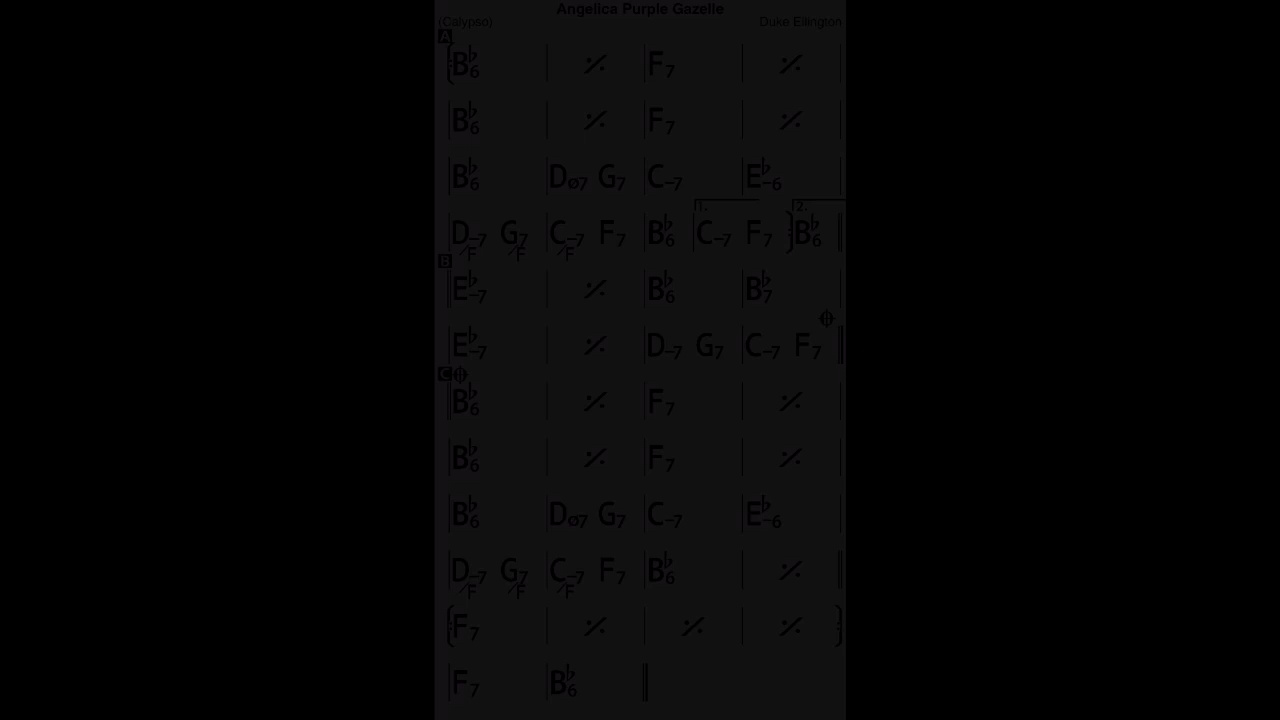 Angelica Purple Gazelle
(Calypso) Duke Ellington
A
B♭6 𝄎 F7 𝄎
B♭6 𝄎 F7 𝄎
B♭6 Dø7 G7 C–7 E♭–6
1. 2.
D–7/F G7/F C–7/F F7 B♭6 C–7 F7 B♭6
B
E♭–7 𝄎 B♭6 B♭7
E♭–7 𝄎 D–7 G7 C–7 F7
C
B♭6 𝄎 F7 𝄎
B♭6 𝄎 F7 𝄎
B♭6 Dø7 G7 C–7 E♭–6
D–7/F G7/F C–7/F F7 B♭6 𝄎
F7 𝄎 𝄎 𝄎
F7 B♭6